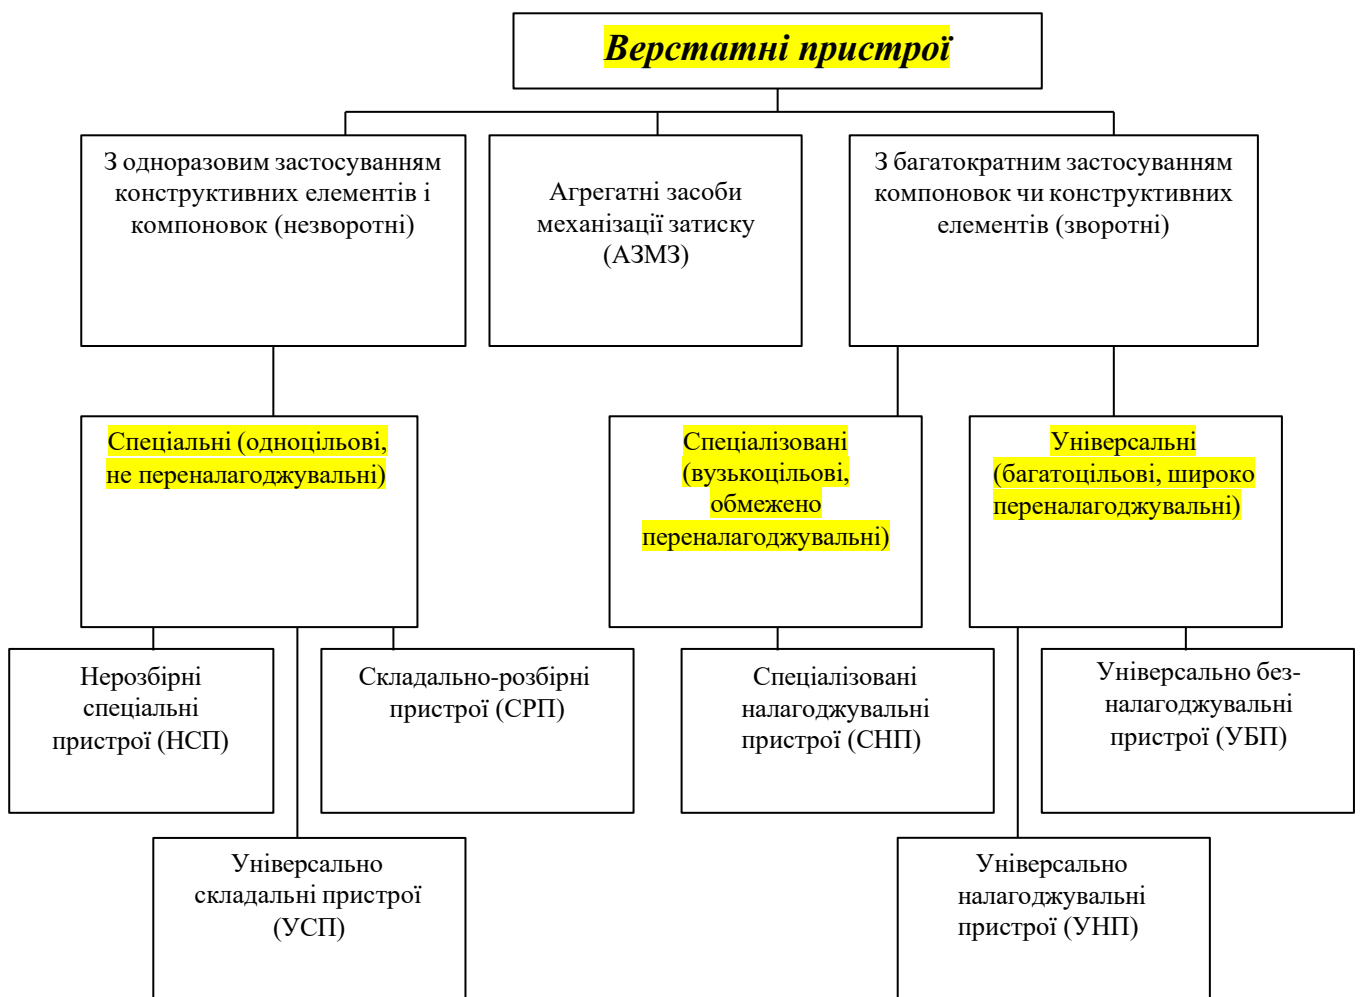 Верстатні пристрої
З одноразовим застосуванням
конструктивних елементів і
компоновок (незворотні)
Агрегатні засоби
механізації затиску
(АЗМЗ)
З багатократним застосуванням
компоновок чи конструктивних
елементів (зворотні)
Спеціальні (одноцільові,
не переналагоджувальні)
Спеціалізовані
(вузькоцільові,
обмежено
переналагоджувальні)
Універсальні
(багатоцільові, широко
переналагоджувальні)
Нерозбірні
спеціальні
пристрої (НСП)
Складально-розбірні
пристрої (СРП)
Спеціалізовані
налагоджувальні
пристрої (СНП)
Універсально без-
налагоджувальні
пристрої (УБП)
Універсально
складальні пристрої
(УСП)
Універсально
налагоджувальні
пристрої (УНП)